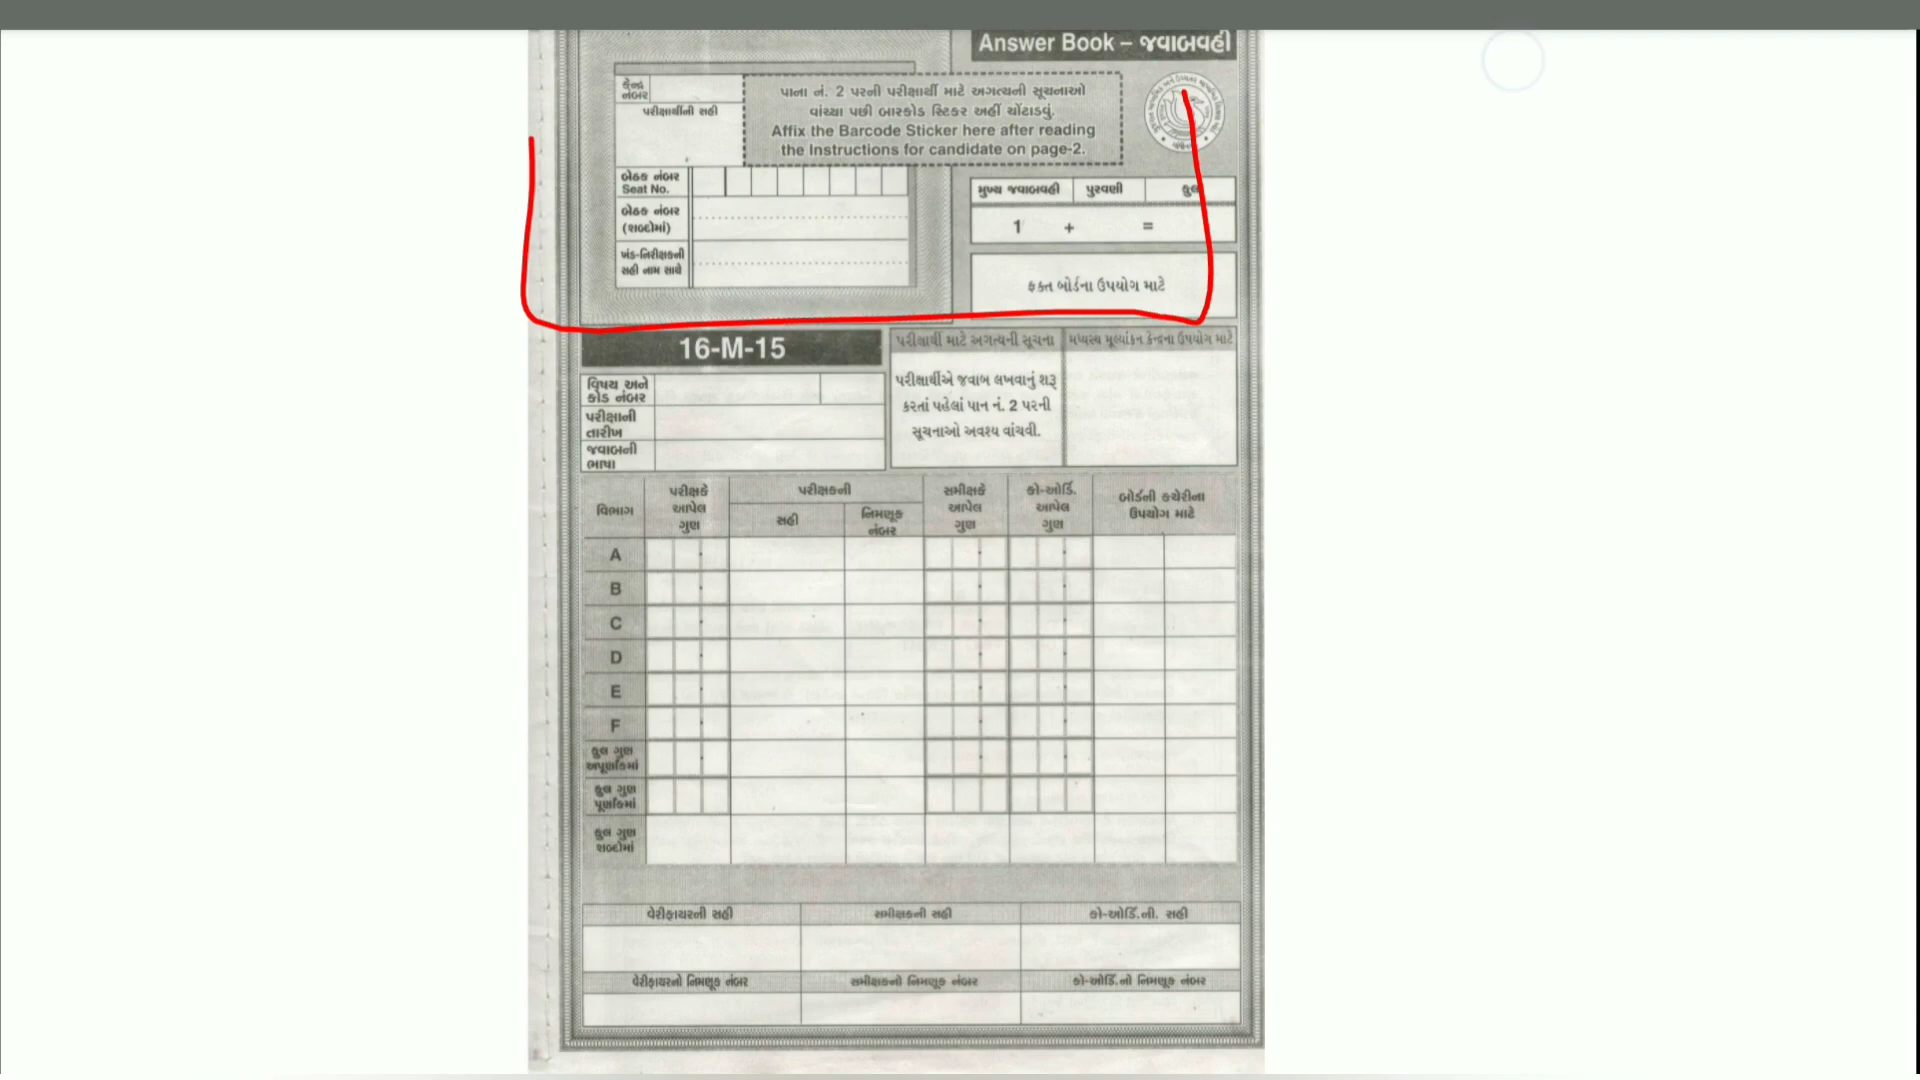 Answer Book – જવાબવહી
કેન્દ્ર
નંબર
પરીક્ષાર્થીની સહી
પાના નં. 2 પરની પરીક્ષાર્થી માટે અગત્યની સૂચનાઓ
વાંચ્યા પછી બારકોડ સ્ટિકર અહીં ચોંટાડવું.
Affix the Barcode Sticker here after reading
the Instructions for candidate on page-2.
બેઠક નંબર
Seat No.
બેઠક નંબર
(શબ્દોમાં)
ખંડ-નિરીક્ષકની
સહી નામ સાથે
મુખ્ય જવાબવહી પુરવણી કુલ
1 + =
ફક્ત બોર્ડના ઉપયોગ માટે
16-M-15
વિષય અને
કોડ નંબર
પરીક્ષાની
તારીખ
જવાબની
ભાષા
પરીક્ષાર્થી માટે અગત્યની સૂચના
પરીક્ષાર્થીએ જવાબ લખવાનું શરૂ
કરતાં પહેલાં પાન નં. 2 પરની
સૂચનાઓ અવશ્ય વાંચવી.
મધ્યસ્થ મૂલ્યાંકન કેન્દ્રના ઉપયોગ માટે
વિભાગ
પરીક્ષકે
આપેલ
ગુણ
પરીક્ષકની
સહી
નિમણૂક
નંબર
સમીક્ષકે
આપેલ
ગુણ
કો-ઓર્ડિ.
આપેલ
ગુણ
બોર્ડની કચેરીના
ઉપયોગ માટે
A
B
C
D
E
F
કુલ ગુણ
અપૂર્ણાંકમાં
કુલ ગુણ
પૂર્ણાંકમાં
કુલ ગુણ
શબ્દોમાં
વેરીફાયરની સહી સમીક્ષકની સહી કો-ઓર્ડિ.ની. સહી
વેરીફાયરનો નિમણૂક નંબર સમીક્ષકનો નિમણૂક નંબર કો-ઓર્ડિ.નો નિમણૂક નંબર